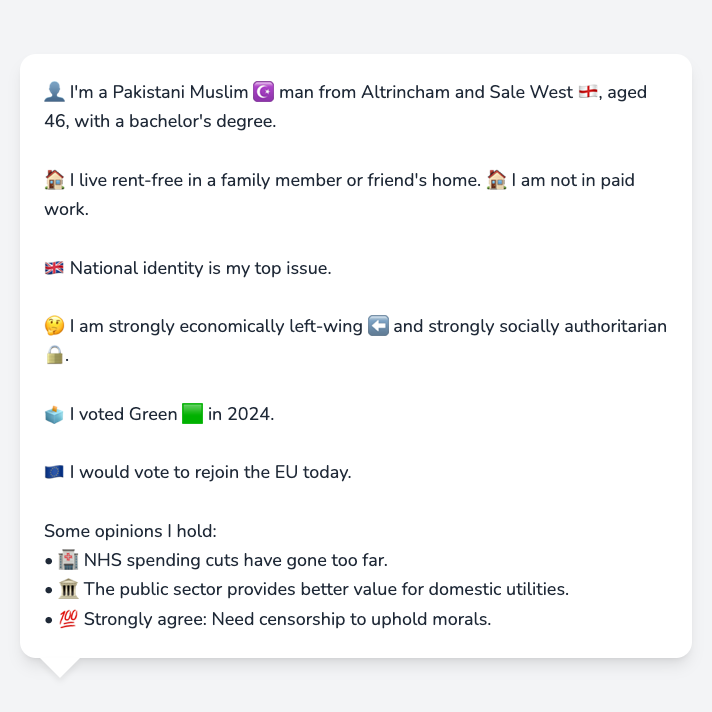 👤 I'm a Pakistani Muslim ☪️ man from Altrincham and Sale West 🏴󠁧󠁢󠁥󠁮󠁧󠁿, aged
46, with a bachelor's degree.
🏠 I live rent-free in a family member or friend's home. 🏠 I am not in paid
work.
🇬🇧 National identity is my top issue.
🤔 I am strongly economically left-wing ⬅️ and strongly socially authoritarian
🔒.
🗳️ I voted Green 🟩 in 2024.
🇪🇺 I would vote to rejoin the EU today.
Some opinions I hold:
• 🏥 NHS spending cuts have gone too far.
• 🏛️ The public sector provides better value for domestic utilities.
• 💯 Strongly agree: Need censorship to uphold morals.